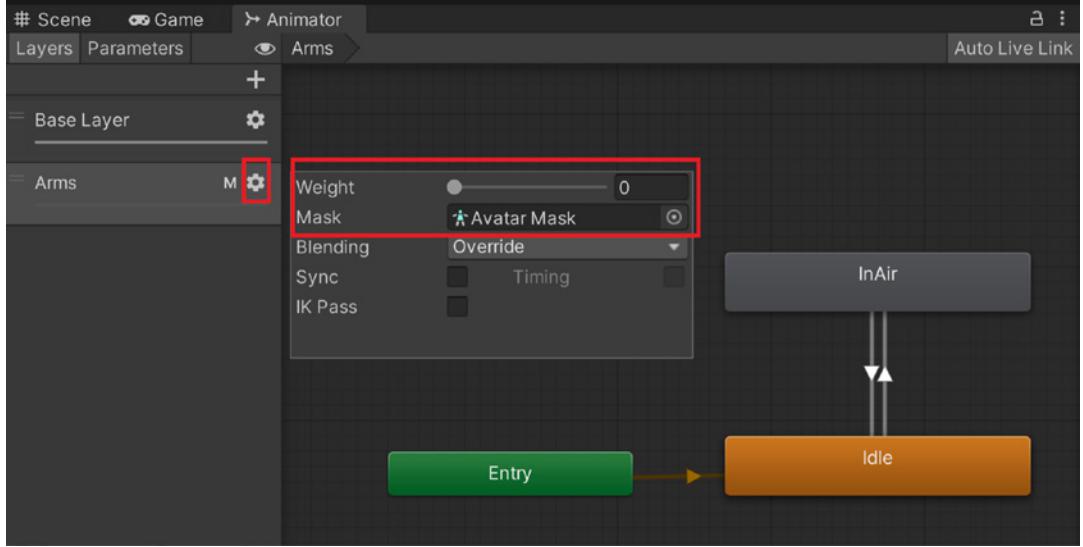 Scene Game Animator
Layers Parameters Arms Auto Live Link
Base Layer
Arms M
Weight 0
Mask Avatar Mask
Blending Override
Sync Timing
IK Pass
InAir
Idle
Entry